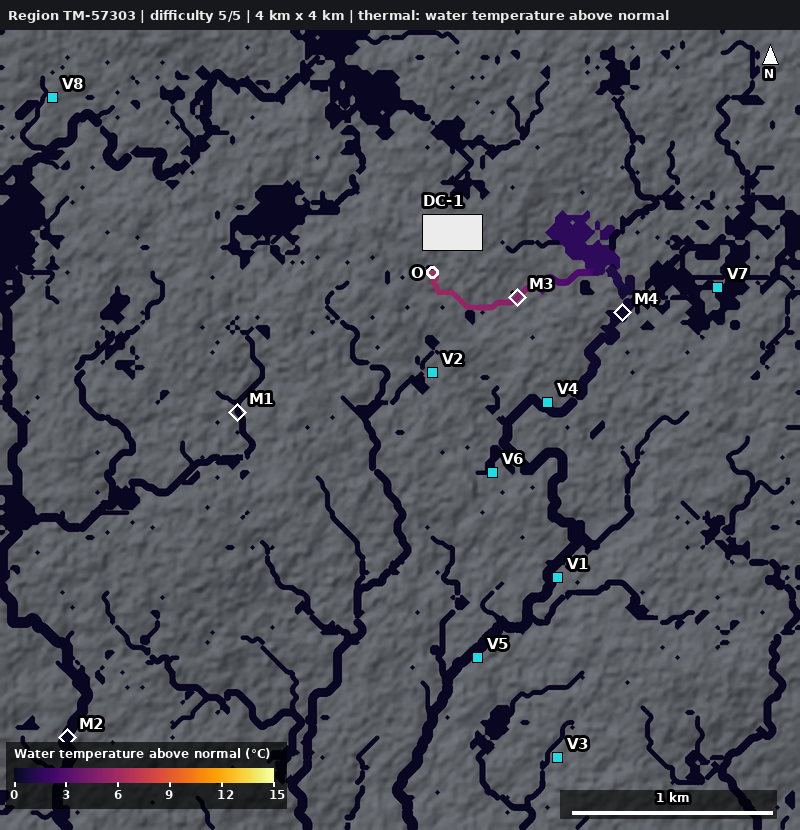 Region TM-57303 | difficulty 5/5 | 4 km x 4 km | thermal: water temperature above normal
N
V8
DC-1
O
M3
V7
M4
V2
V4
M1
V6
V1
V5
M2
V3
Water temperature above normal (°C)
0 3 6 9 12 15
1 km